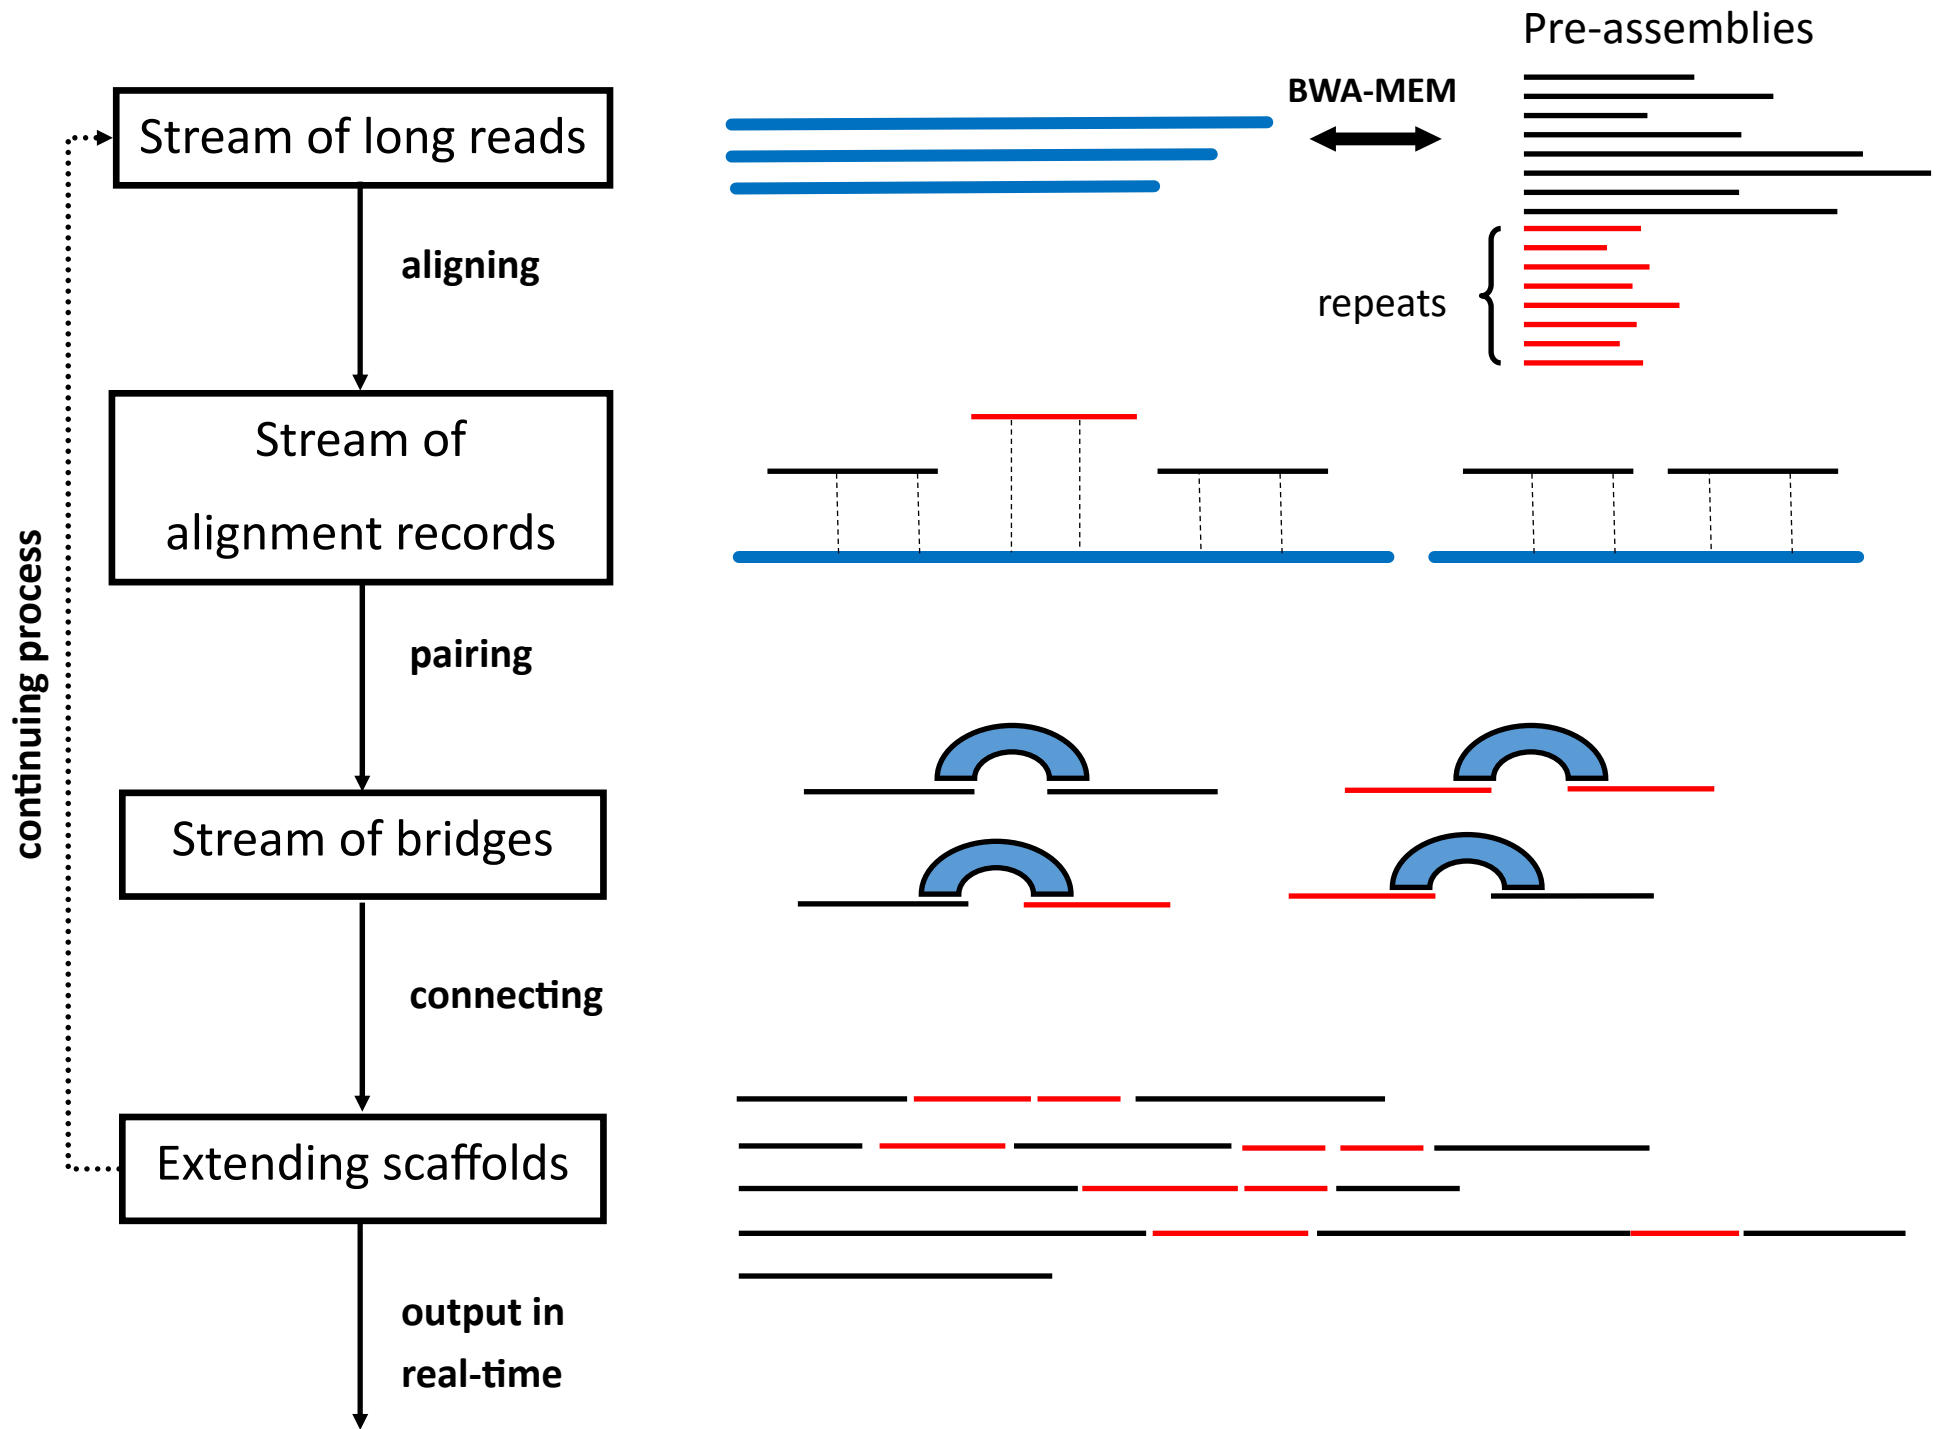 Pre-assemblies
BWA-MEM
Stream of long reads
aligning
repeats
Stream of
alignment records
continuing process
pairing
Stream of bridges
connecting
Extending scaffolds
output in
real-time